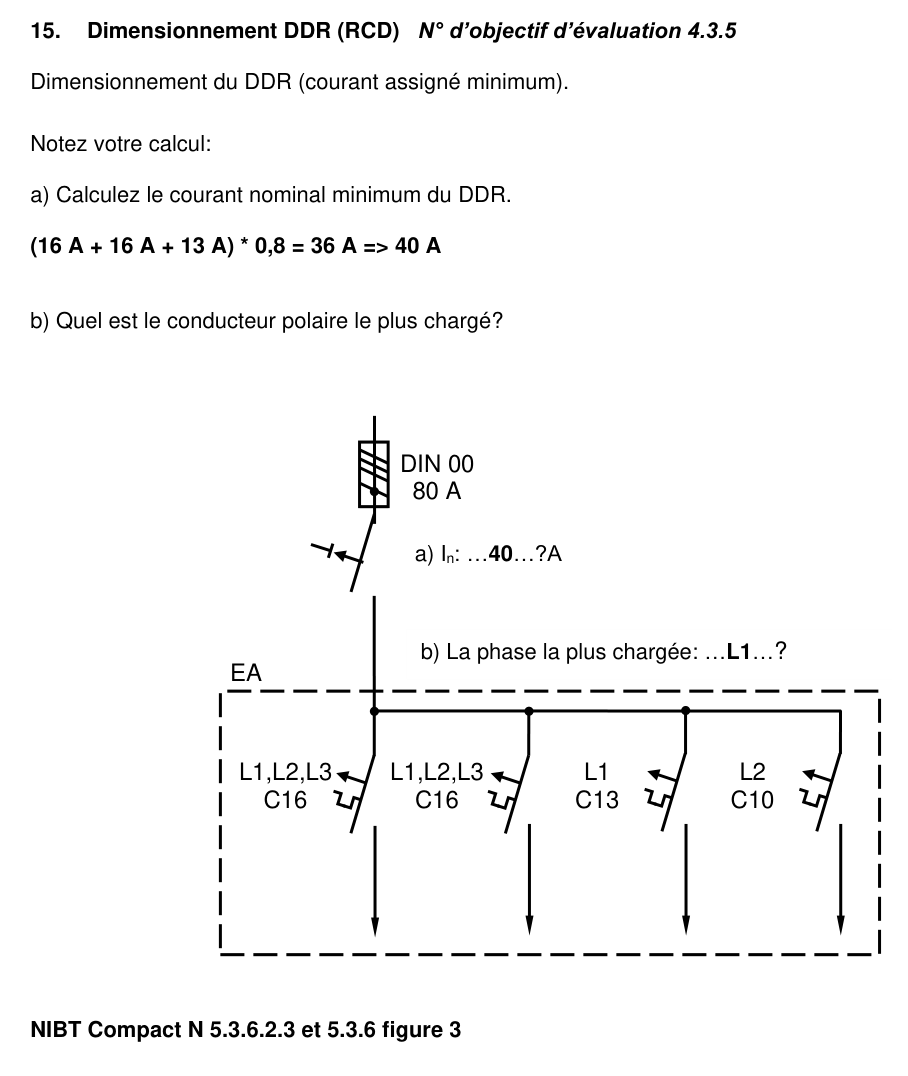 15. Dimensionnement DDR (RCD) N° d'objectif d'évaluation 4.3.5
Dimensionnement du DDR (courant assigné minimum).
Notez votre calcul:
a) Calculez le courant nominal minimum du DDR.
(16 A + 16 A + 13 A) * 0,8 = 36 A => 40 A
b) Quel est le conducteur polaire le plus chargé?
DIN 00
80 A
a) In: …40…?A
b) La phase la plus chargée: …L1…?
EA
L1,L2,L3
C16
L1,L2,L3
C16
L1
C13
L2
C10
NIBT Compact N 5.3.6.2.3 et 5.3.6 figure 3